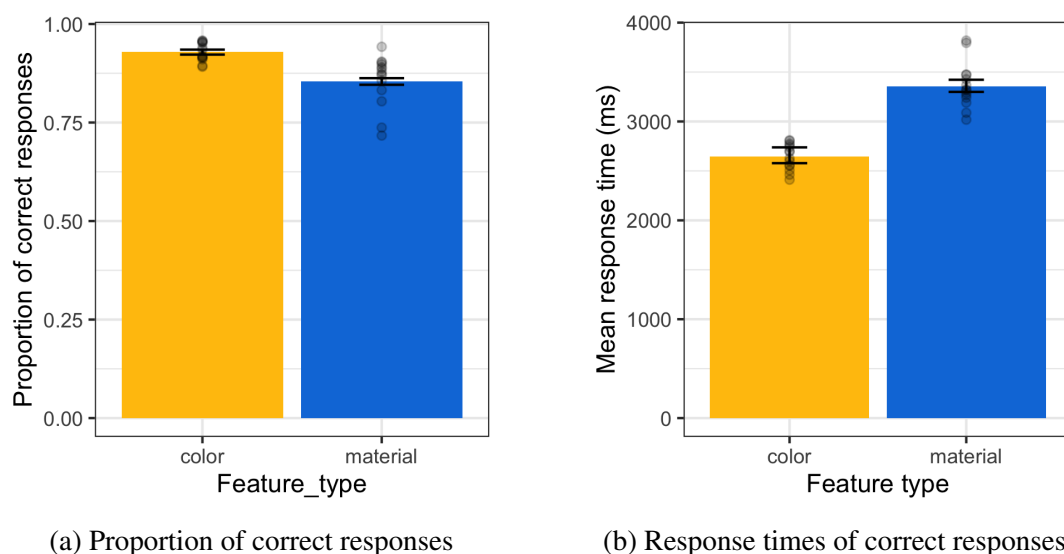 1.00
0.75
0.50
0.25
0.00
Proportion of correct responses
color
material
Feature_type
(a) Proportion of correct responses
4000
3000
2000
1000
0
Mean response time (ms)
color
material
Feature type
(b) Response times of correct responses